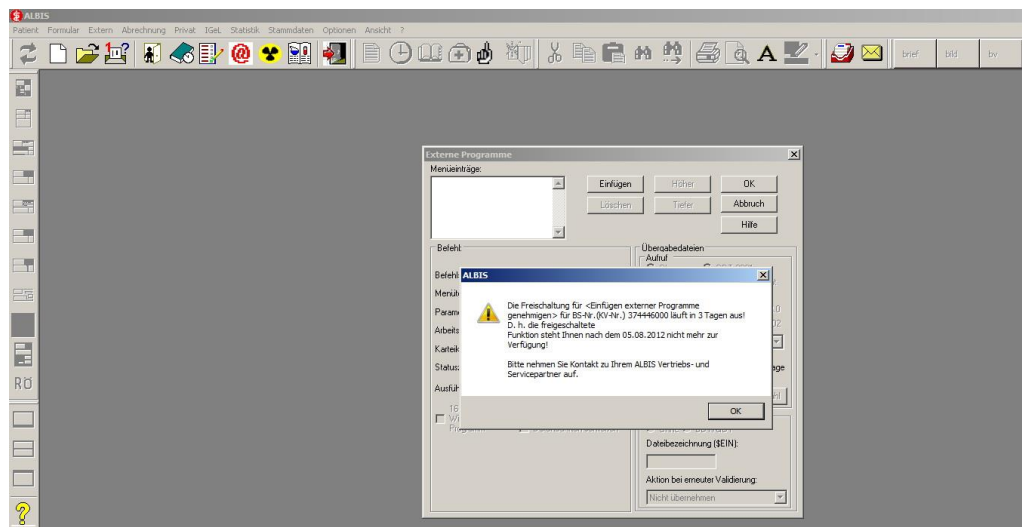 ALBIS
Patient Formular Extern Abrechnung Privat IGeL Statistik Stammdaten Optionen Ansicht ?
brief bild bv
RÖ
Externe Programme
Menüeinträge:
Einfügen Höher OK
Löschen Tiefer Abbruch
Hilfe
Befehl: Übergabedateien
Aufruf
Befehl:
ALBIS
Die Freischaltung für <Einfügen externer Programme
genehmigen> für BS-Nr.(KV-Nr.) 374446000 läuft in 3 Tagen aus!
D. h. die freigeschaltete
Funktion steht Ihnen nach dem 05.08.2012 nicht mehr zur
Verfügung!
Bitte nehmen Sie Kontakt zu Ihrem ALBIS Vertriebs- und
Servicepartner auf.
OK
Status:
16
Dateibezeichnung ($EIN):
Aktion bei erneuter Validierung:
Nicht übernehmen